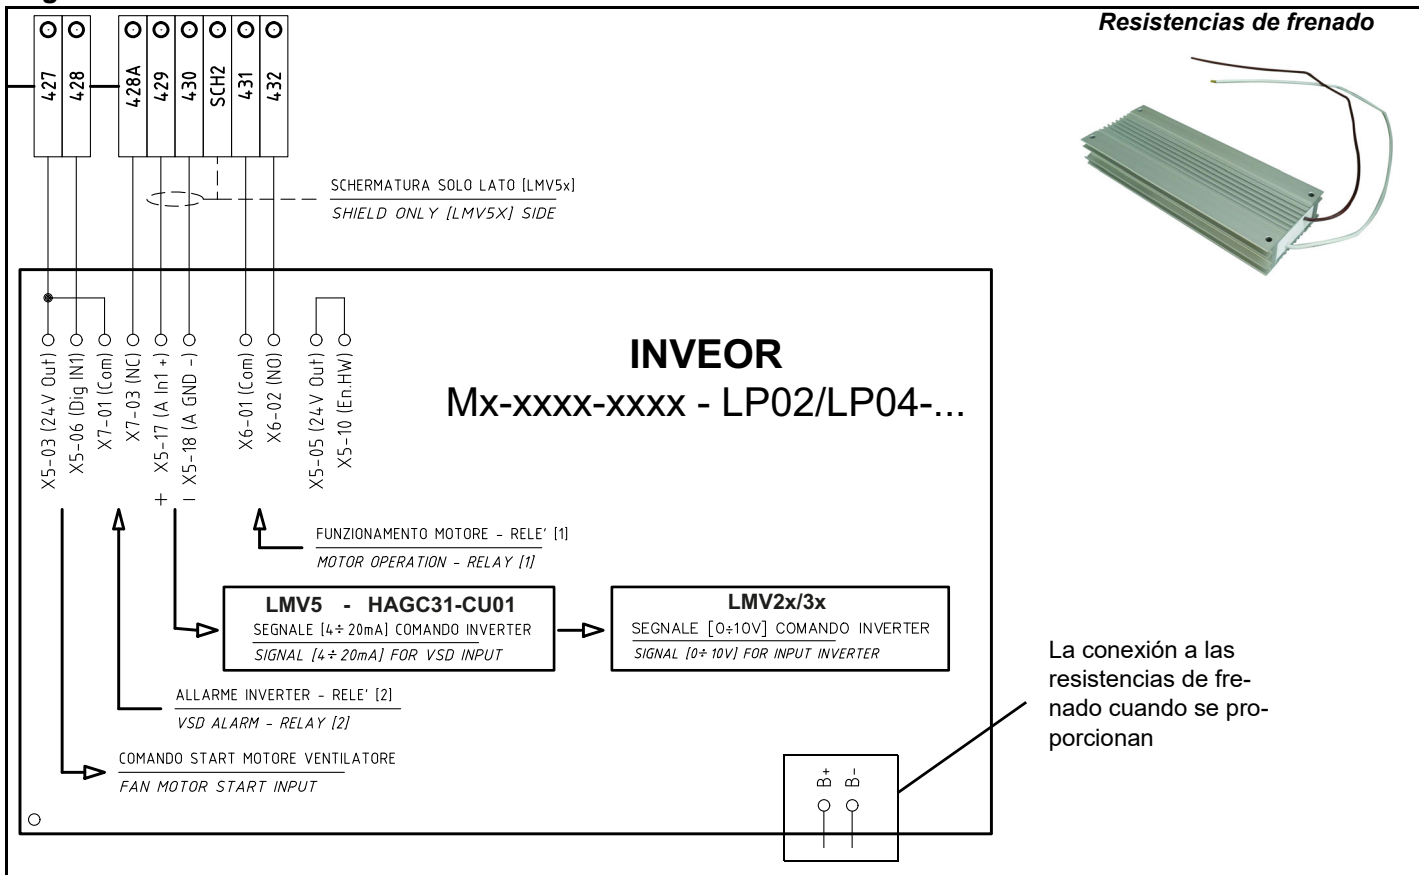 Resistencias de frenado
427
428
428A
429
430
SCH2
431
432
SCHERMATURA SOLO LATO [LMV5x]
SHIELD ONLY [LMV5X] SIDE
X5-03 (24V Out)
X5-06 (Dig IN1)
X7-01 (Com)
X7-03 (NC)
+ X5-17 (A In1 +)
- X5-18 (A GND -)
X6-01 (Com)
X6-02 (NO)
X5-05 (24V Out)
X5-10 (En.HW)
INVEOR
Mx-xxxx-xxxx - LP02/LP04-...
FUNZIONAMENTO MOTORE - RELE' [1]
MOTOR OPERATION - RELAY [1]
LMV5 - HAGC31-CU01
SEGNALE [4÷20mA] COMANDO INVERTER
SIGNAL [4÷20mA] FOR VSD INPUT
LMV2x/3x
SEGNALE [0÷10V] COMANDO INVERTER
SIGNAL [0÷10V] FOR INPUT INVERTER
ALLARME INVERTER - RELE' [2]
VSD ALARM - RELAY [2]
COMANDO START MOTORE VENTILATORE
FAN MOTOR START INPUT
B+
B-
La conexión a las
resistencias de fre-
nado cuando se pro-
porcionan